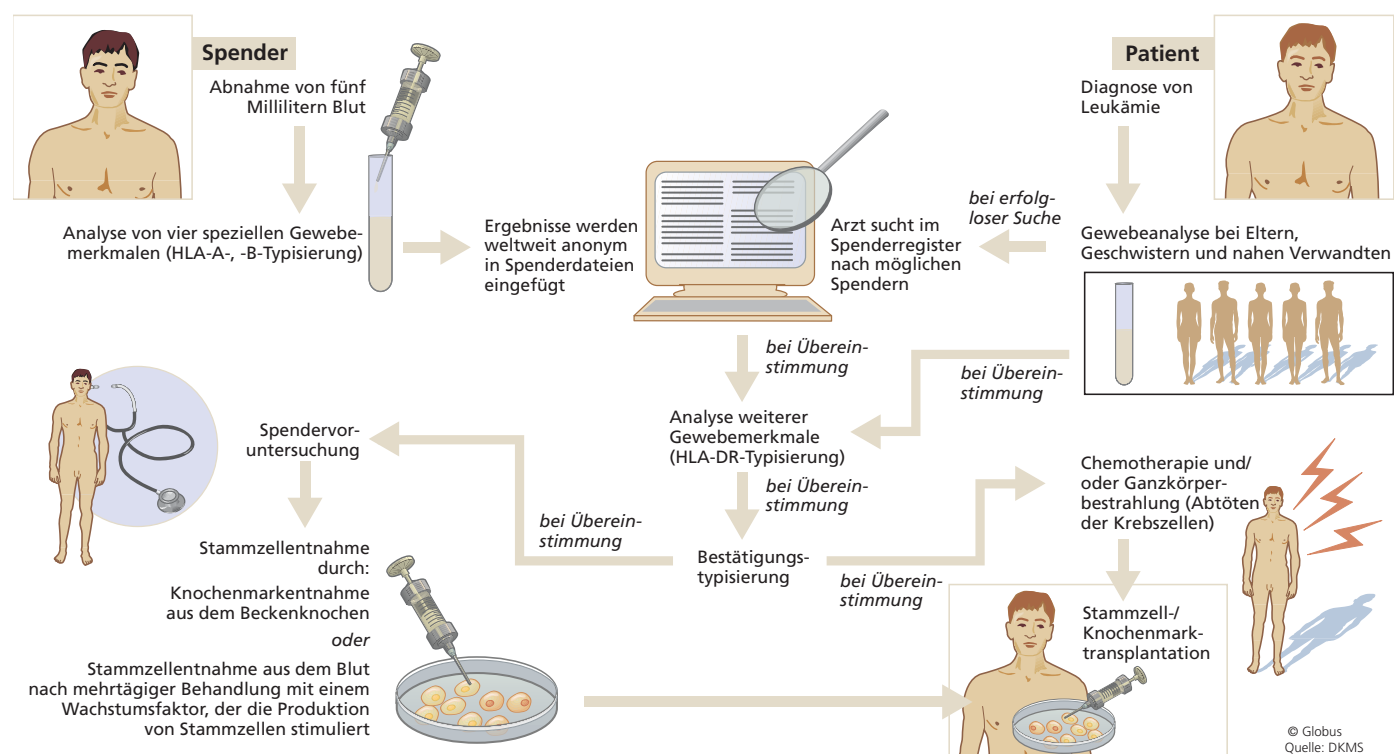 Spender
Abnahme von fünf
Millilitern Blut
Analyse von vier speziellen Gewebe-
merkmalen (HLA-A-, -B-Typisierung)
Ergebnisse werden
weltweit anonym
in Spenderdateien
eingefügt
Patient
Diagnose von
Leukämie
Gewebeanalyse bei Eltern,
Geschwistern und nahen Verwandten
bei erfolg-
loser Suche
Arzt sucht im
Spenderregister
nach möglichen
Spendern
bei Überein-
stimmung
bei Überein-
stimmung
Analyse weiterer
Gewebemerkmale
(HLA-DR-Typisierung)
bei Überein-
stimmung
Bestätigungs-
typisierung
bei Überein-
stimmung
Spendervor-
untersuchung
Stammzellentnahme
durch:
Knochenmarkentnahme
aus dem Beckenknochen
oder
Stammzellentnahme aus dem Blut
nach mehrtägiger Behandlung mit einem
Wachstumsfaktor, der die Produktion
von Stammzellen stimuliert
bei Überein-
stimmung
Chemotherapie und/
oder Ganzkörper-
bestrahlung (Abtöten
der Krebszellen)
Stammzell-/
Knochenmark-
transplantation
© Globus
Quelle: DKMS